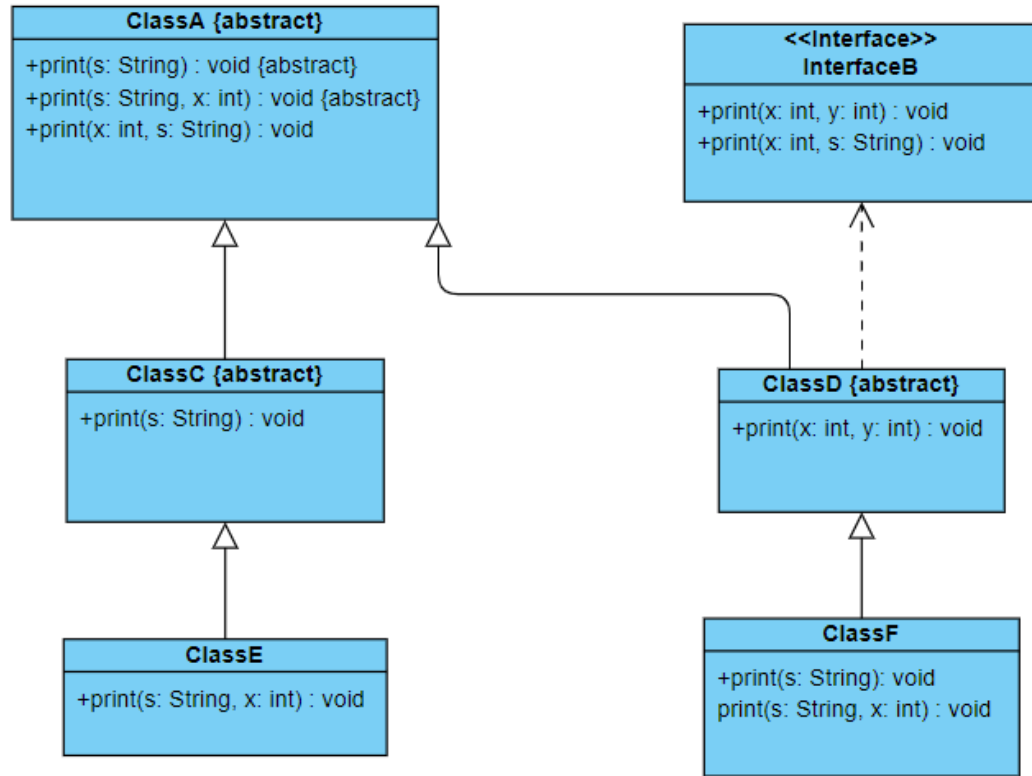 ClassA {abstract}
+print(s: String) : void {abstract}
+print(s: String, x: int) : void {abstract}
+print(x: int, s: String) : void
<<Interface>>
InterfaceB
+print(x: int, y: int) : void
+print(x: int, s: String) : void
ClassC {abstract}
+print(s: String) : void
ClassD {abstract}
+print(x: int, y: int) : void
ClassE
+print(s: String, x: int) : void
ClassF
+print(s: String): void
print(s: String, x: int) : void